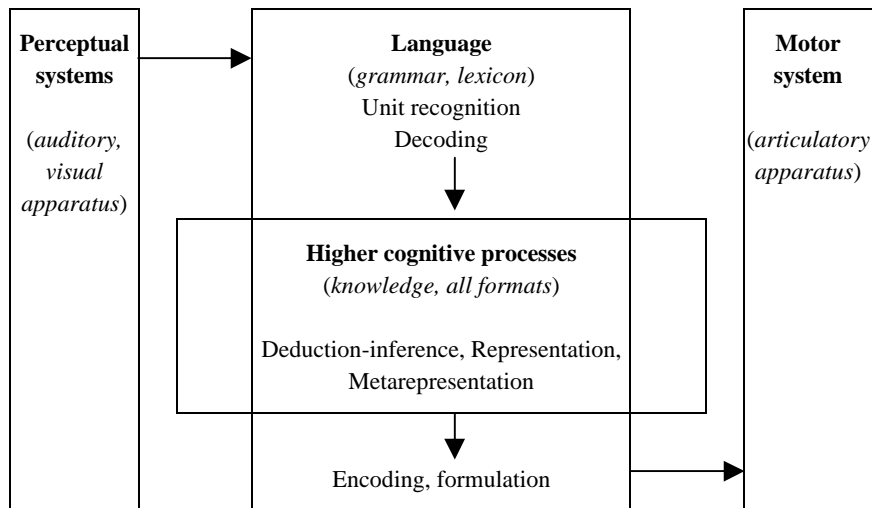 Perceptual
systems
(auditory,
visual
apparatus)
Language
(grammar, lexicon)
Unit recognition
Decoding
Higher cognitive processes
(knowledge, all formats)
Deduction-inference, Representation,
Metarepresentation
Encoding, formulation
Motor
system
(articulatory
apparatus)